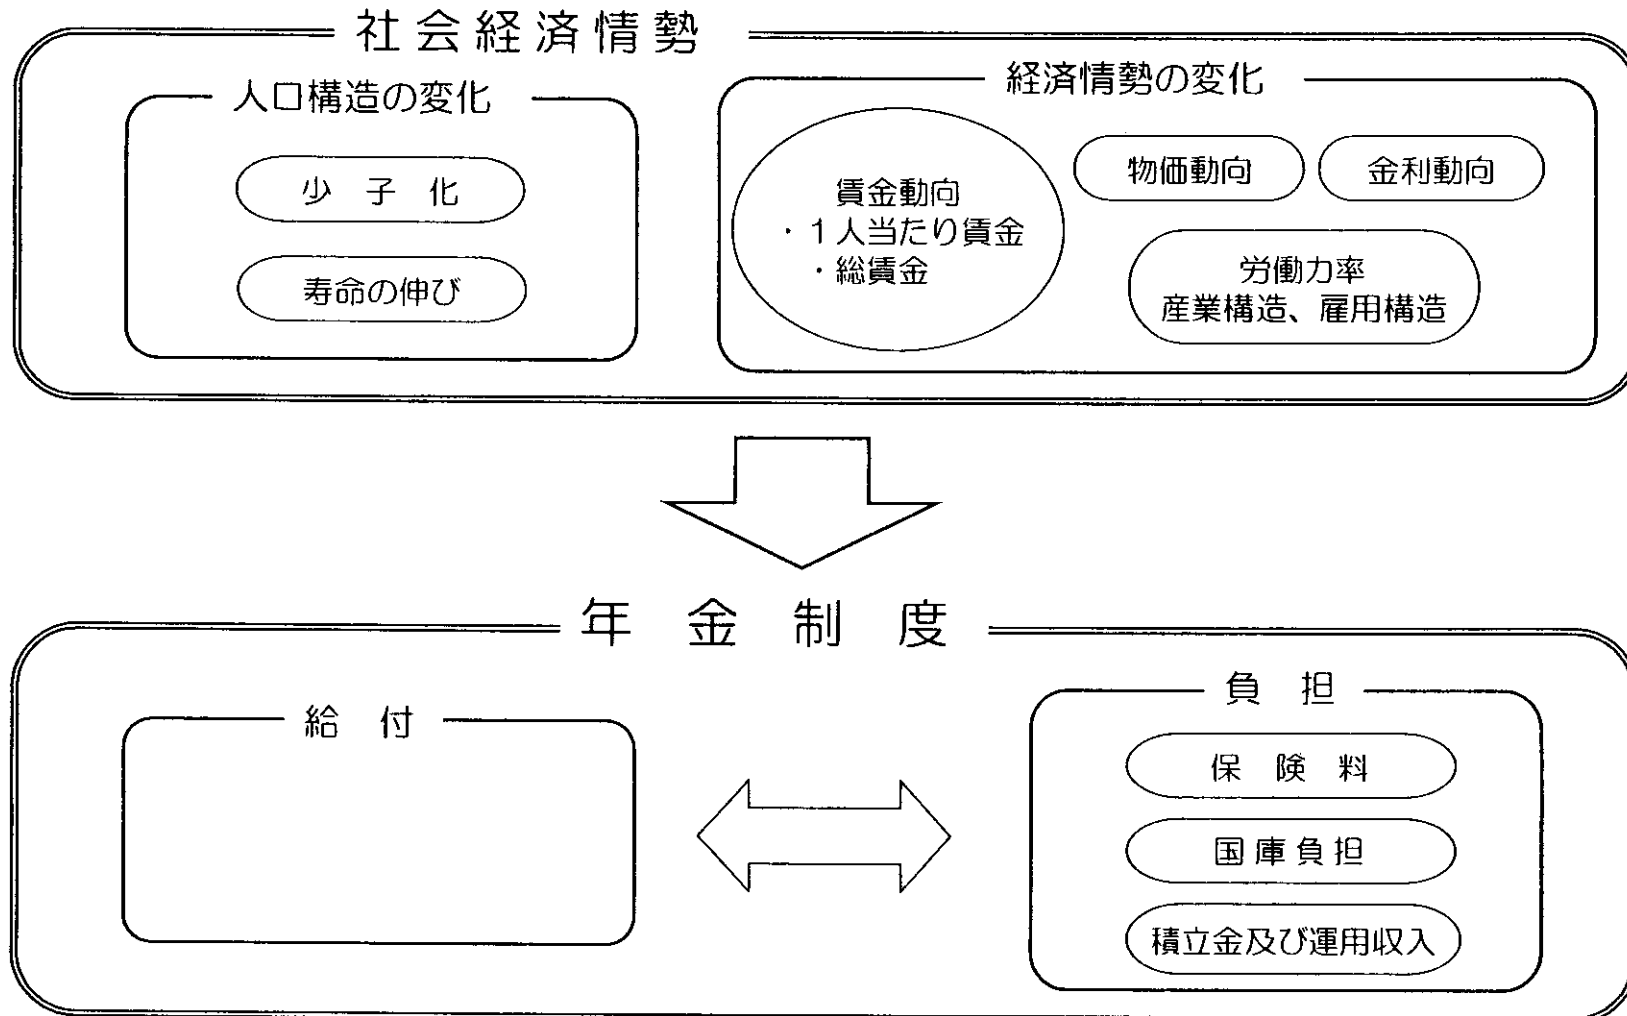 社会経済情勢
人口構造の変化
少子化
寿命の伸び
経済情勢の変化
賃金動向
・1人当たり賃金
・総賃金
物価動向
金利動向
労働力率
産業構造、雇用構造
年金制度
給付
負担
保険料
国庫負担
積立金及び運用収入